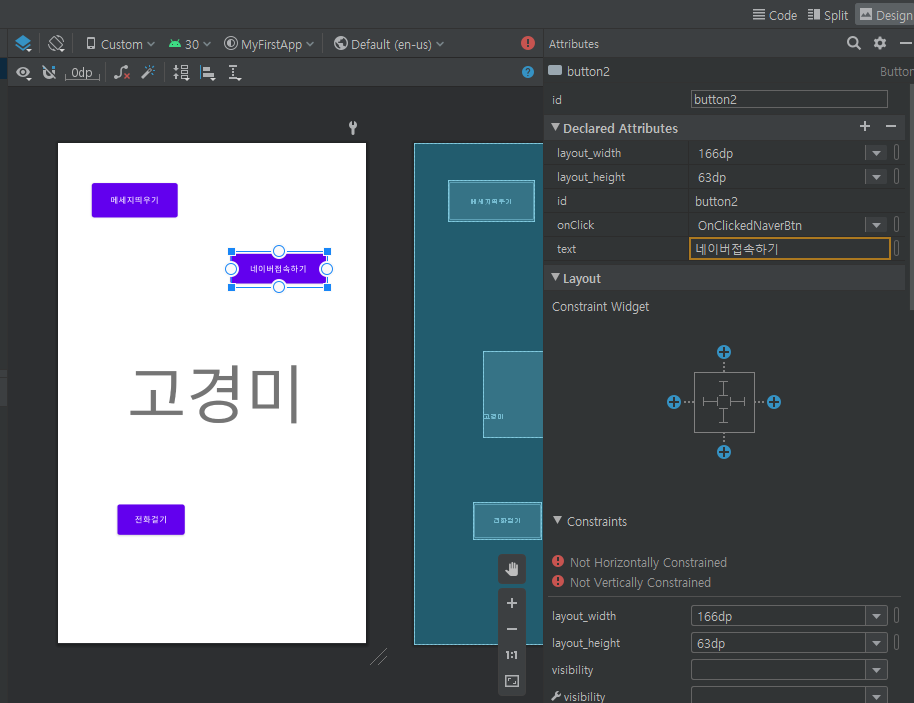 Code Split Design
Custom 30 MyFirstApp Default (en-us)
Attributes
0dp
button2 Button
id button2
Declared Attributes
layout_width 166dp
layout_height 63dp
id button2
onClick OnClickedNaverBtn
text 네이버접속하기
Layout
Constraint Widget
Constraints
Not Horizontally Constrained
Not Vertically Constrained
layout_width 166dp
layout_height 63dp
visibility
visibility
메세지띄우기
네이버접속하기
고경미
전화걸기
메세지띄우기
고경미
전화걸기
1:1